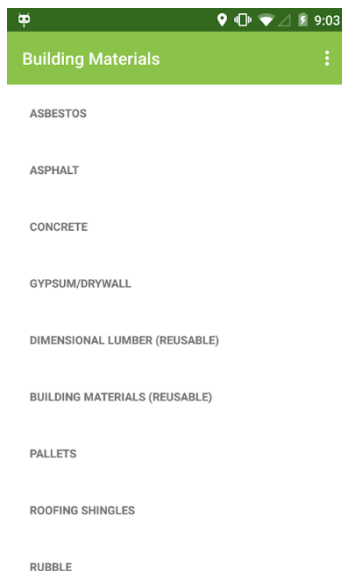 9:03
Building Materials
ASBESTOS
ASPHALT
CONCRETE
GYPSUM/DRYWALL
DIMENSIONAL LUMBER (REUSABLE)
BUILDING MATERIALS (REUSABLE)
PALLETS
ROOFING SHINGLES
RUBBLE